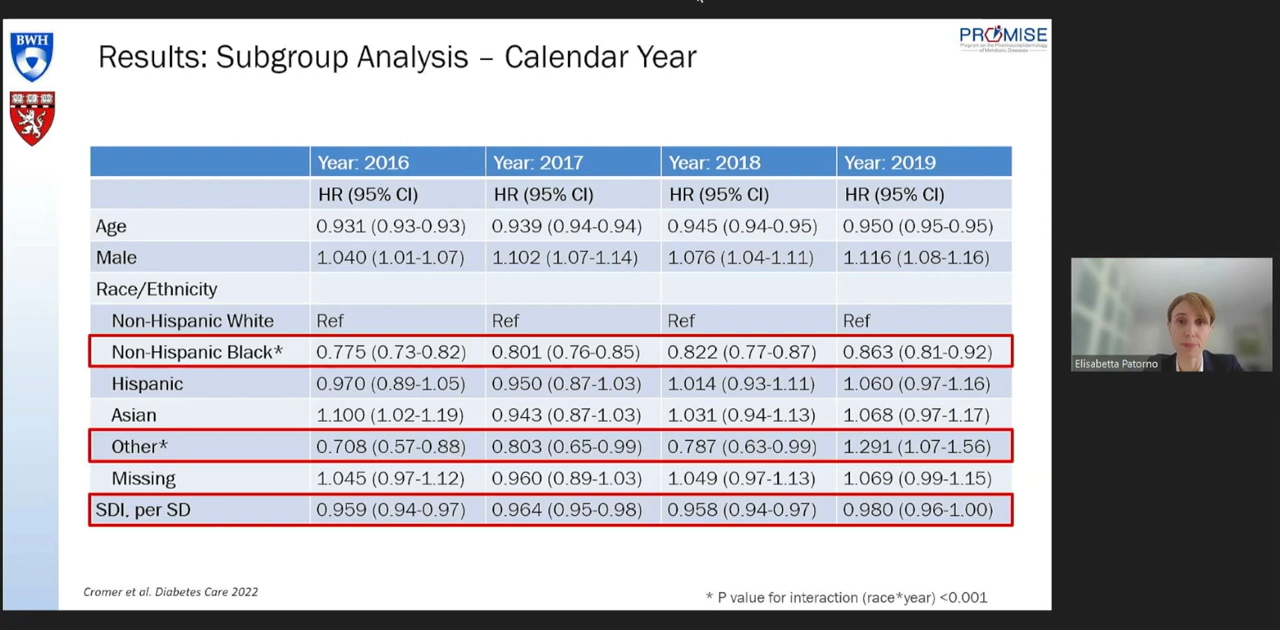 BWH
Results: Subgroup Analysis – Calendar Year
PROMISE
Program on the Pharmacoepidemiology
of Metabolic Diseases
Year: 2016 Year: 2017 Year: 2018 Year: 2019
HR (95% CI) HR (95% CI) HR (95% CI) HR (95% CI)
Age 0.931 (0.93-0.93) 0.939 (0.94-0.94) 0.945 (0.94-0.95) 0.950 (0.95-0.95)
Male 1.040 (1.01-1.07) 1.102 (1.07-1.14) 1.076 (1.04-1.11) 1.116 (1.08-1.16)
Race/Ethnicity
Non-Hispanic White Ref Ref Ref Ref
Non-Hispanic Black* 0.775 (0.73-0.82) 0.801 (0.76-0.85) 0.822 (0.77-0.87) 0.863 (0.81-0.92)
Hispanic 0.970 (0.89-1.05) 0.950 (0.87-1.03) 1.014 (0.93-1.11) 1.060 (0.97-1.16)
Asian 1.100 (1.02-1.19) 0.943 (0.87-1.03) 1.031 (0.94-1.13) 1.068 (0.97-1.17)
Other* 0.708 (0.57-0.88) 0.803 (0.65-0.99) 0.787 (0.63-0.99) 1.291 (1.07-1.56)
Missing 1.045 (0.97-1.12) 0.960 (0.89-1.03) 1.049 (0.97-1.13) 1.069 (0.99-1.15)
SDI, per SD 0.959 (0.94-0.97) 0.964 (0.95-0.98) 0.958 (0.94-0.97) 0.980 (0.96-1.00)
Elisabetta Patorno
Cromer et al. Diabetes Care 2022
* P value for interaction (race*year) <0.001